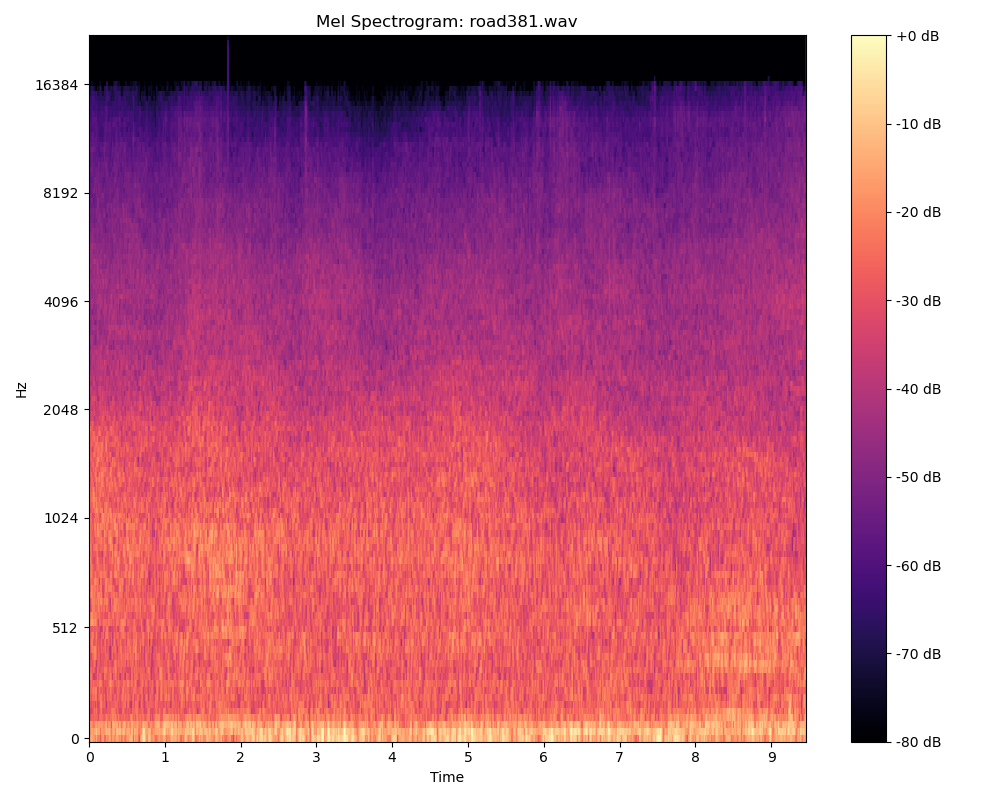 Mel Spectrogram: road381.wav
+0 dB
16384
-10 dB
8192
-20 dB
4096
-30 dB
Hz
-40 dB
2048
-50 dB
1024
-60 dB
512
-70 dB
0
-80 dB
0 1 2 3 4 5 6 7 8 9
Time